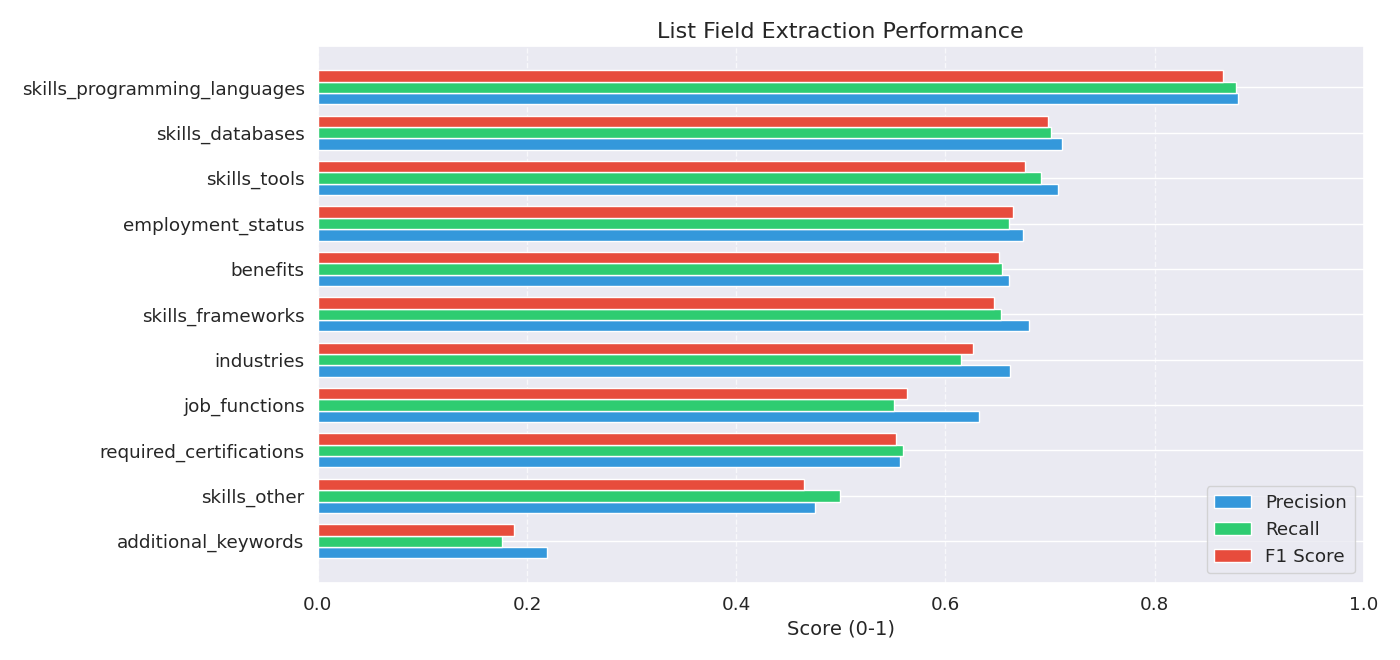 List Field Extraction Performance
skills_programming_languages
skills_databases
skills_tools
employment_status
benefits
skills_frameworks
industries
job_functions
required_certifications
skills_other
additional_keywords
Precision
Recall
F1 Score
0.0 0.2 0.4 0.6 0.8 1.0
Score (0-1)